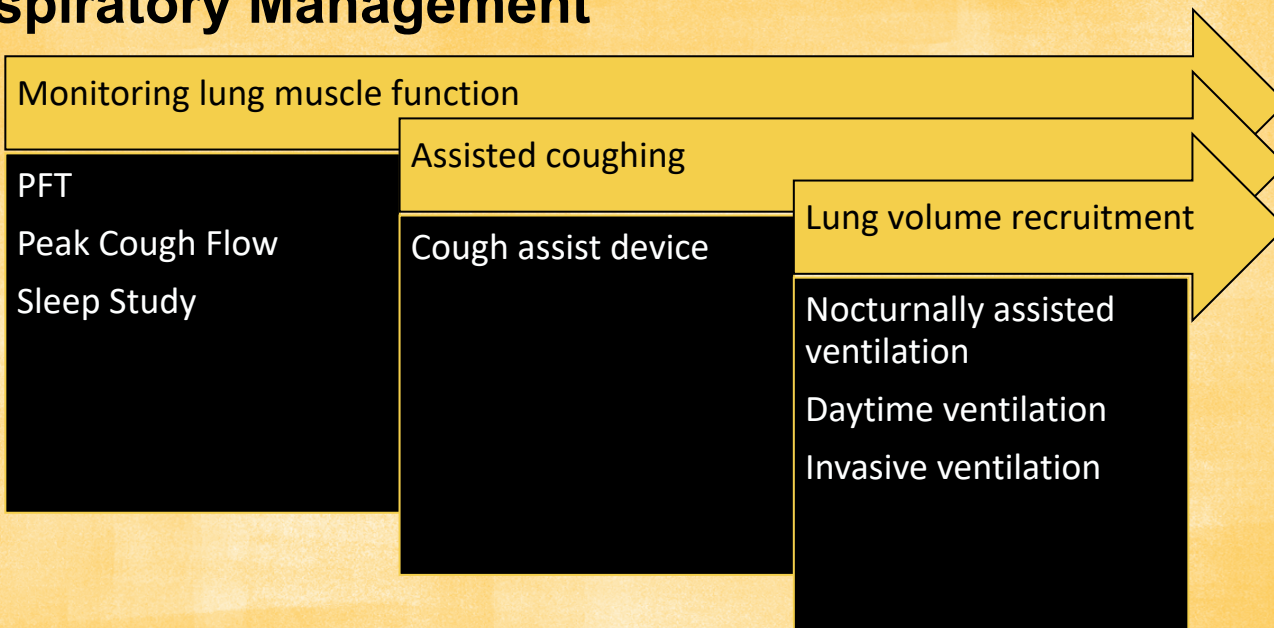 spiratory Management
Monitoring lung muscle function
PFT
Peak Cough Flow
Sleep Study
Assisted coughing
Cough assist device
Lung volume recruitment
Nocturnally assisted
ventilation
Daytime ventilation
Invasive ventilation